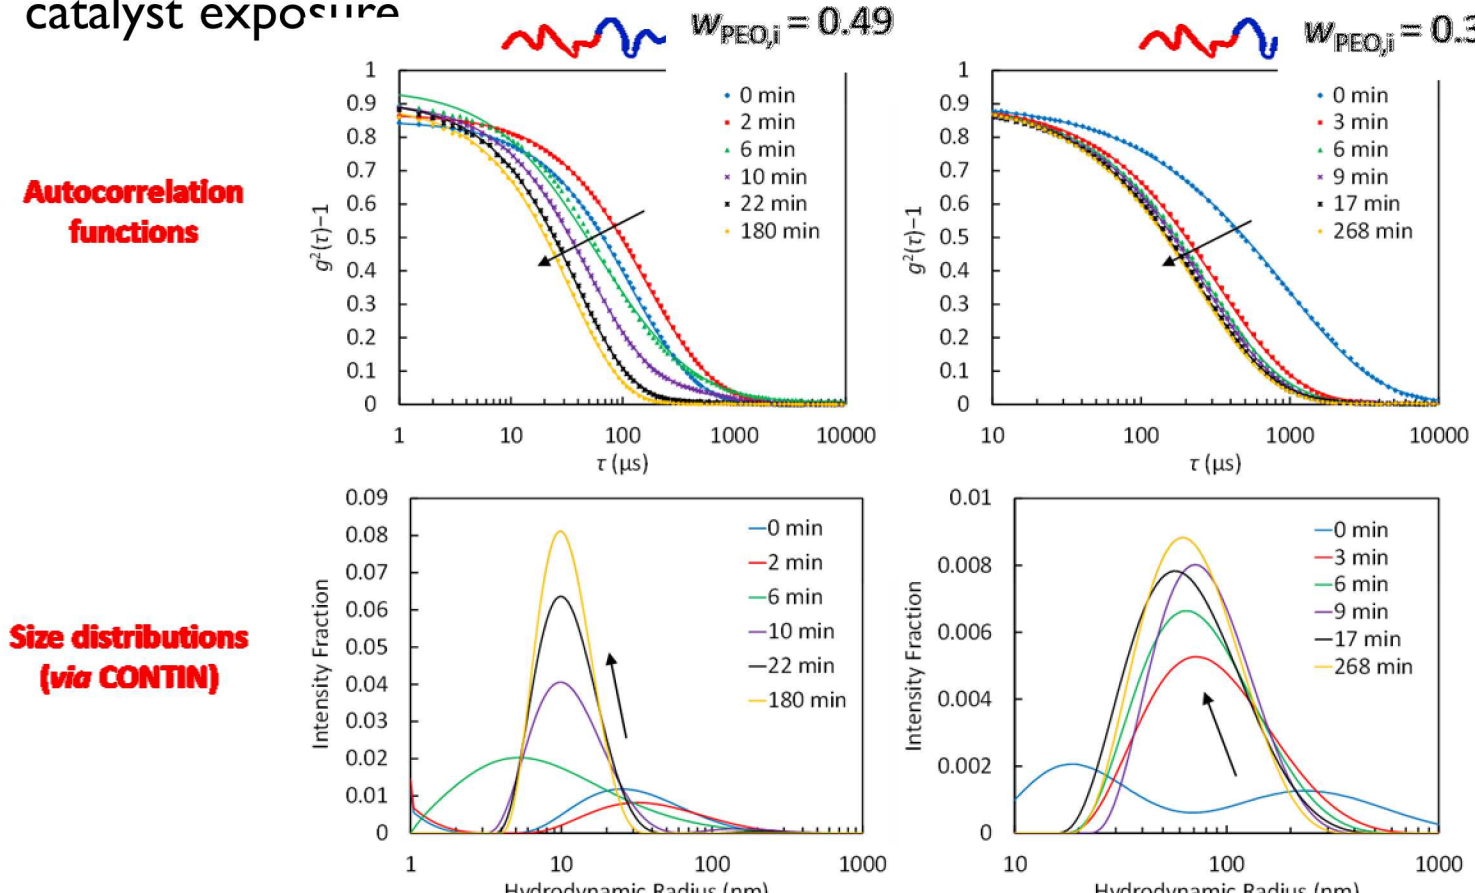 catalyst exposure
wPEO,i = 0.49
wPEO,i = 0.3
Autocorrelation
functions
g²(τ)−1
1
0.9
0.8
0.7
0.6
0.5
0.4
0.3
0.2
0.1
0
0 min
2 min
6 min
10 min
22 min
180 min
1 10 100 1000 10000
τ (µs)
g²(τ)−1
1
0.9
0.8
0.7
0.6
0.5
0.4
0.3
0.2
0.1
0
0 min
3 min
6 min
9 min
17 min
268 min
10 100 1000 10000
τ (µs)
Size distributions
(via CONTIN)
Intensity Fraction
0.09
0.08
0.07
0.06
0.05
0.04
0.03
0.02
0.01
0
0 min
2 min
6 min
10 min
22 min
180 min
1 10 100 1000
Hydrodynamic Radius (nm)
Intensity Fraction
0.01
0.008
0.006
0.004
0.002
0
0 min
3 min
6 min
9 min
17 min
268 min
10 100 1000
Hydrodynamic Radius (nm)